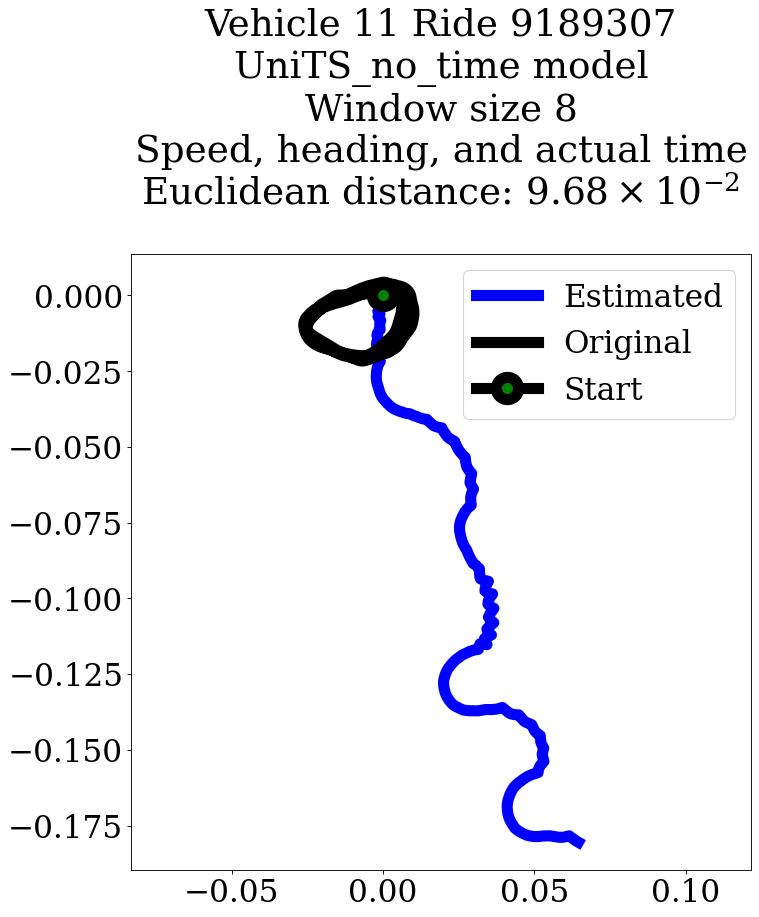 Vehicle 11 Ride 9189307
UniTS_no_time model
Window size 8
Speed, heading, and actual time
Euclidean distance: 9.68 × 10⁻²
Estimated
Original
Start
0.000
−0.025
−0.050
−0.075
−0.100
−0.125
−0.150
−0.175
−0.05 0.00 0.05 0.10